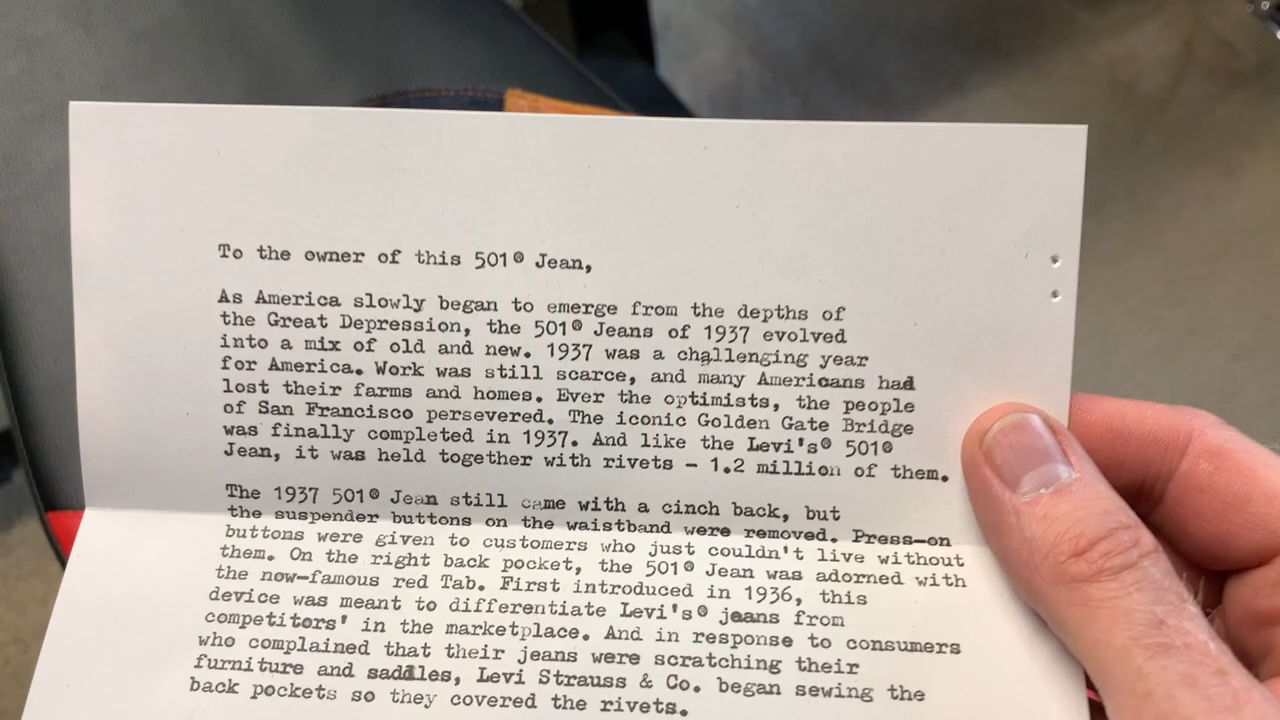 To the owner of this 501® Jean,
As America slowly began to emerge from the depths of
the Great Depression, the 501® Jeans of 1937 evolved
into a mix of old and new. 1937 was a challenging year
for America. Work was still scarce, and many Americans had
lost their farms and homes. Ever the optimists, the people
of San Francisco persevered. The iconic Golden Gate Bridge
was finally completed in 1937. And like the Levi's® 501®
Jean, it was held together with rivets – 1.2 million of them.
The 1937 501® Jean still came with a cinch back, but
the suspender buttons on the waistband were removed. Press–on
buttons were given to customers who just couldn't live without
them. On the right back pocket, the 501® Jean was adorned with
the now–famous red Tab. First introduced in 1936, this
device was meant to differentiate Levi's® jeans from
competitors' in the marketplace. And in response to consumers
who complained that their jeans were scratching their
furniture and saddles, Levi Strauss & Co. began sewing the
back pockets so they covered the rivets.